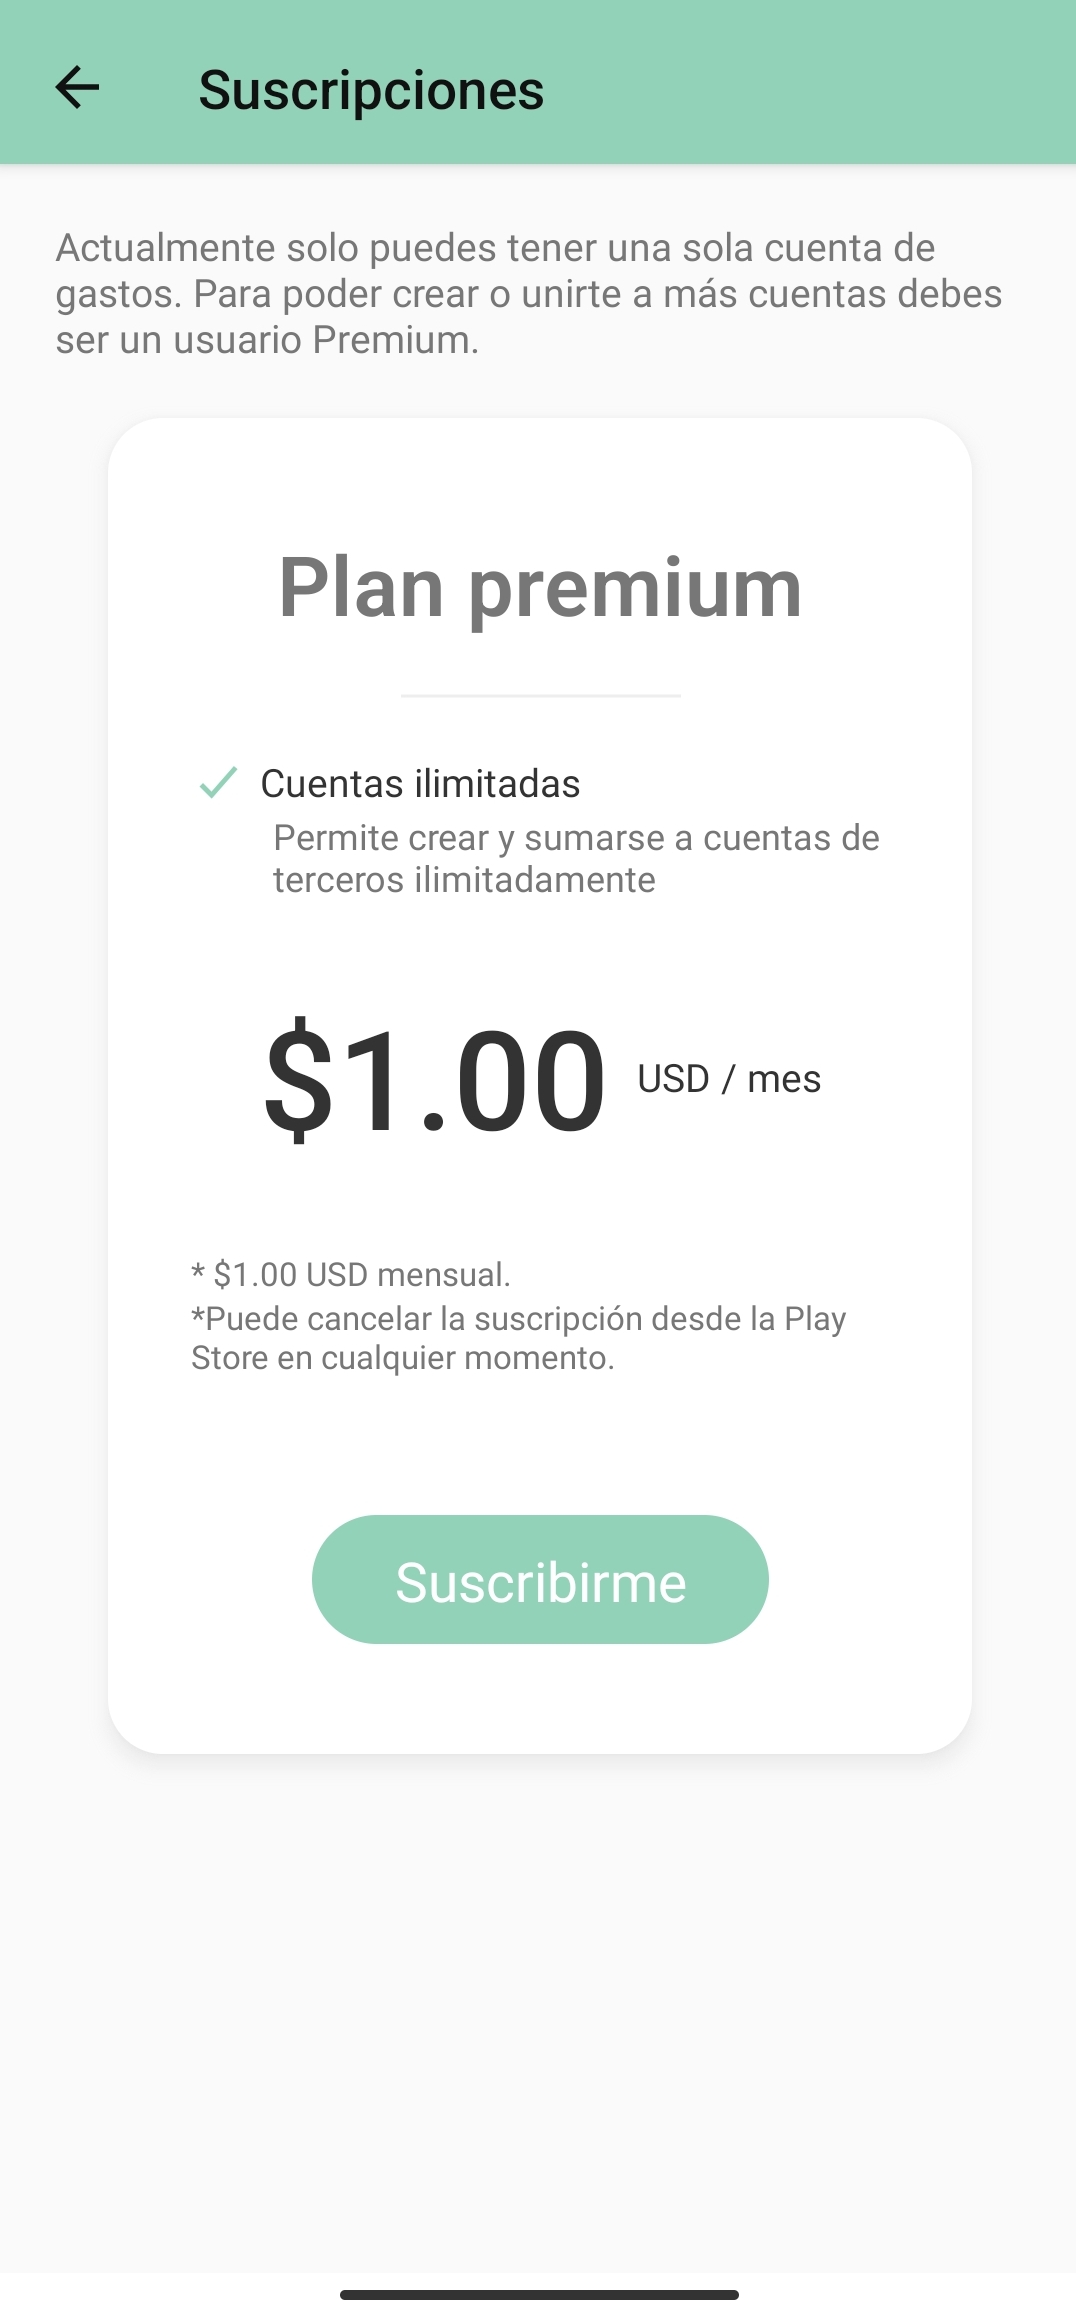 Suscripciones
Actualmente solo puedes tener una sola cuenta de
gastos. Para poder crear o unirte a más cuentas debes
ser un usuario Premium.
Plan premium
Cuentas ilimitadas
Permite crear y sumarse a cuentas de
terceros ilimitadamente
$1.00 USD / mes
* $1.00 USD mensual.
*Puede cancelar la suscripción desde la Play
Store en cualquier momento.
Suscribirme